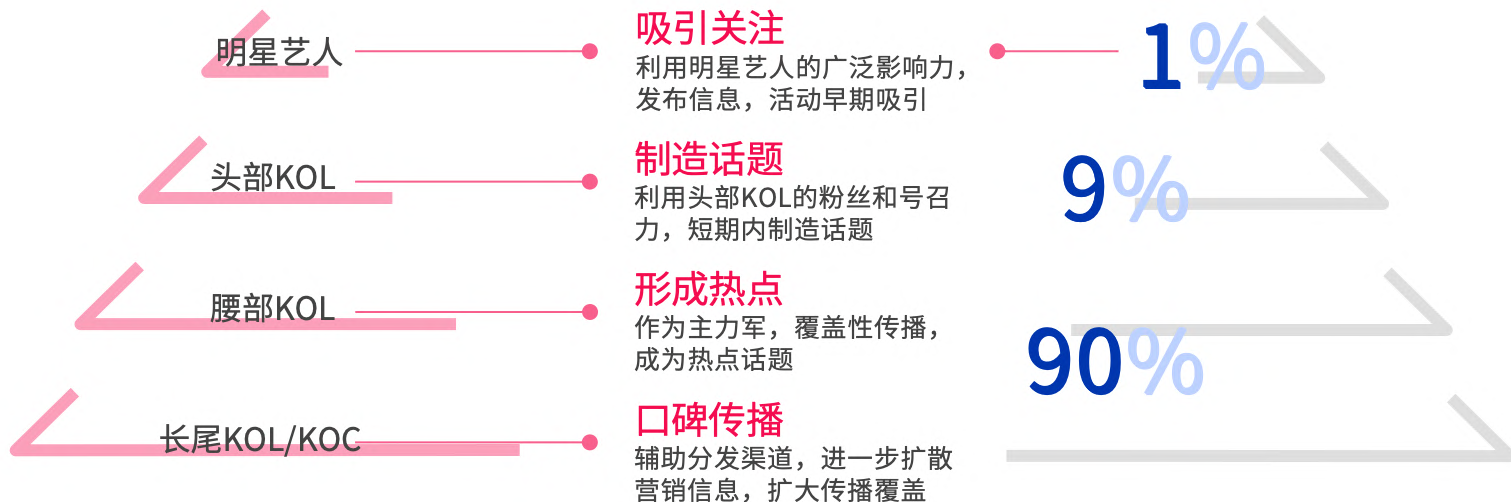 明星艺人
吸引关注
利用明星艺人的广泛影响力，
发布信息，活动早期吸引
1%
头部KOL
制造话题
利用头部KOL的粉丝和号召
力，短期内制造话题
9%
腰部KOL
形成热点
作为主力军，覆盖性传播，
成为热点话题
90%
长尾KOL/KOC
口碑传播
辅助分发渠道，进一步扩散
营销信息，扩大传播覆盖